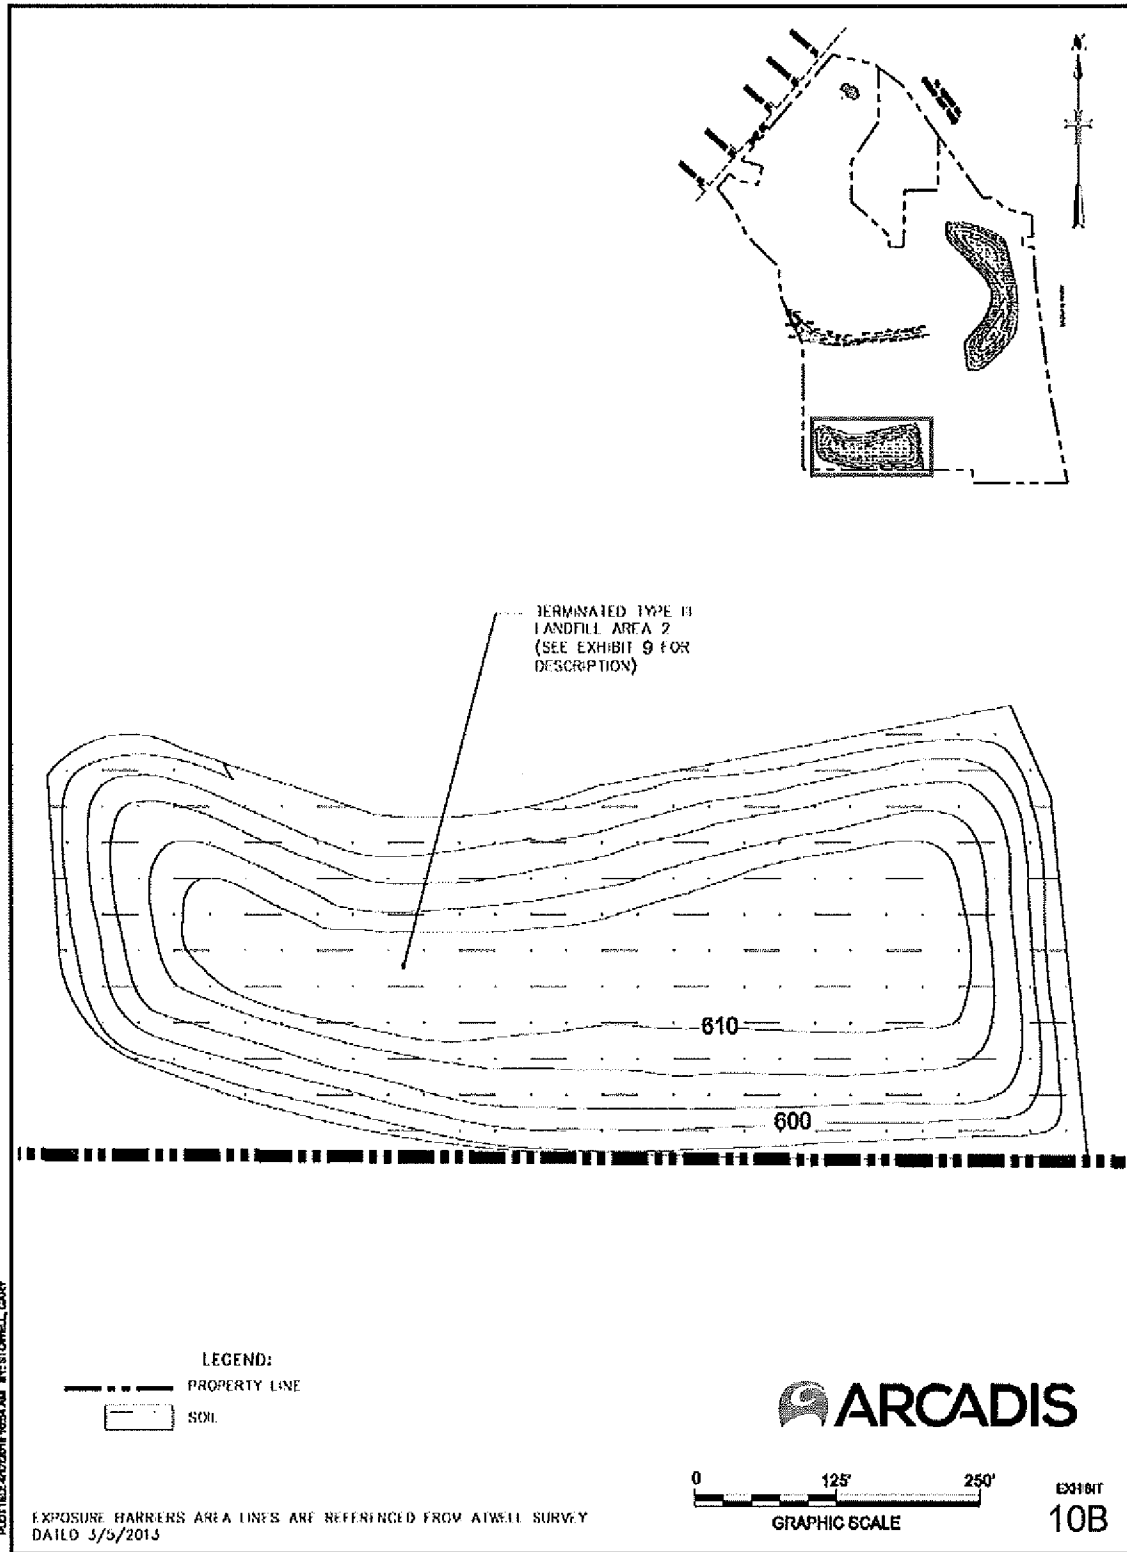 N
TERMINATED TYPE III
LANDFILL AREA 2
(SEE EXHIBIT 9 FOR
DESCRIPTION)
610
600
LEGEND:
PROPERTY LINE
SOIL
ARCADIS
0 125' 250'
GRAPHIC SCALE
EXHIBIT
10B
EXPOSURE BARRIERS AREA LINES ARE REFERENCED FROM ATWELL SURVEY
DATED 3/5/2013